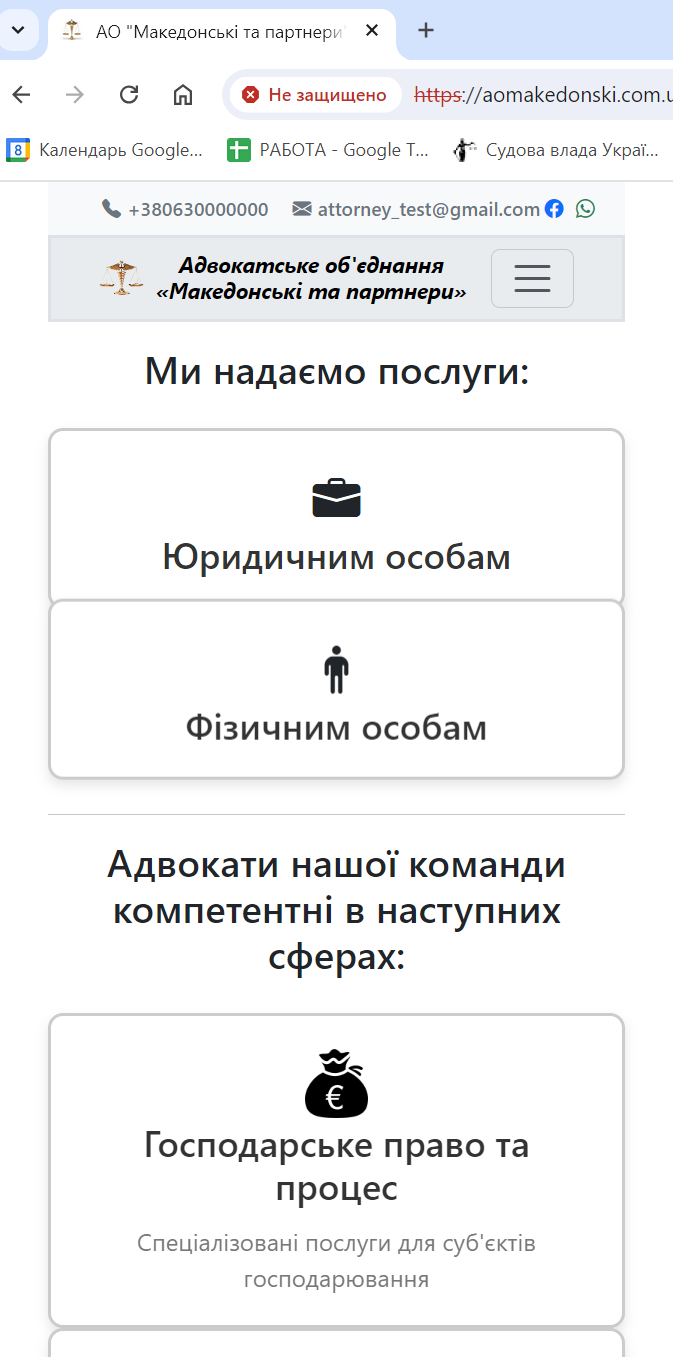 АО "Македонські та партнери"
Не защищено
https://aomakedonski.com.u
8
Календарь Google...
РАБОТА - Google Т...
Судова влада Украї...
+380630000000
attorney_test@gmail.com
Адвокатське об'єднання
«Македонські та партнери»
Ми надаємо послуги:
Юридичним особам
Фізичним особам
Адвокати нашої команди
компетентні в наступних
сферах:
€
Господарське право та
процес
Спеціалізовані послуги для суб'єктів
господарювання